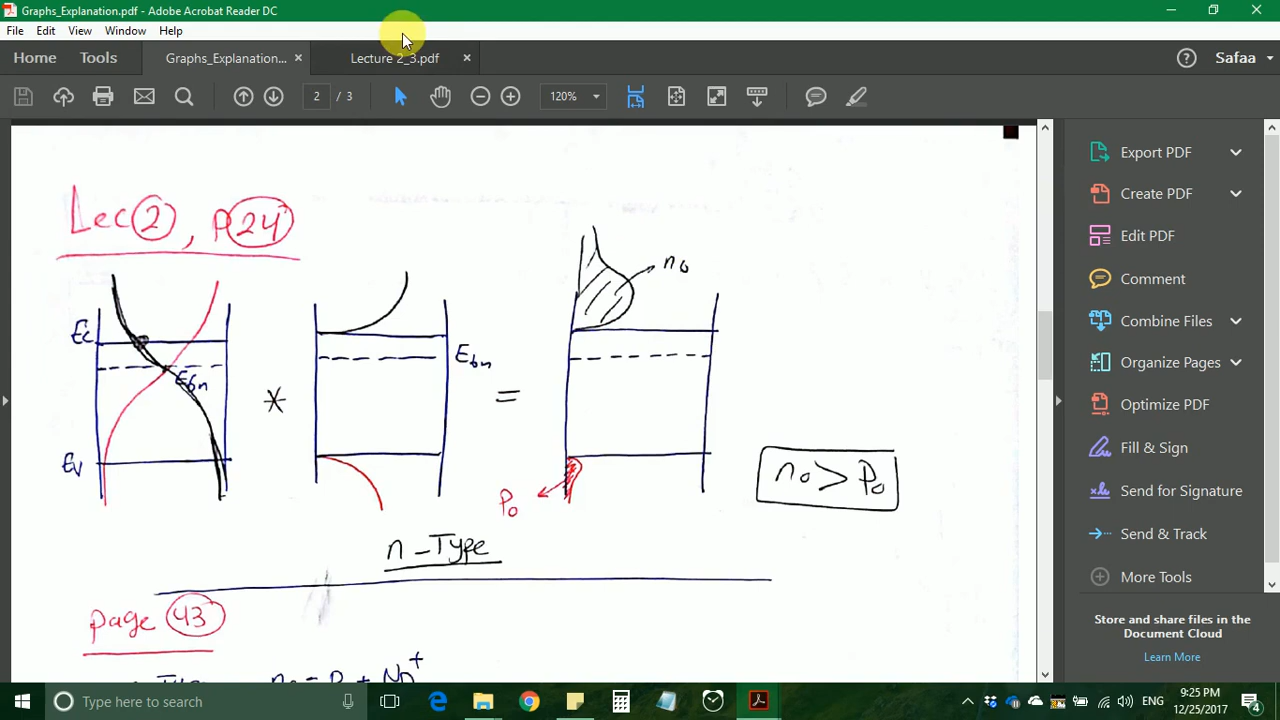 Graphs_Explanation.pdf - Adobe Acrobat Reader DC
File Edit View Window Help
Home Tools Graphs_Explanation... × Lecture 2_3.pdf × ? Safaa
2 / 3 120%
Lec 2, P 24
Ec
Efn
Ev
*
Efn
=
n0
P0
n0 > P0
n-Type
page 43
Export PDF
Create PDF
Edit PDF
Comment
Combine Files
Organize Pages
Optimize PDF
Fill & Sign
Send for Signature
Send & Track
More Tools
Store and share files in the
Document Cloud
Learn More
Type here to search
ENG
9:25 PM
12/25/2017
4